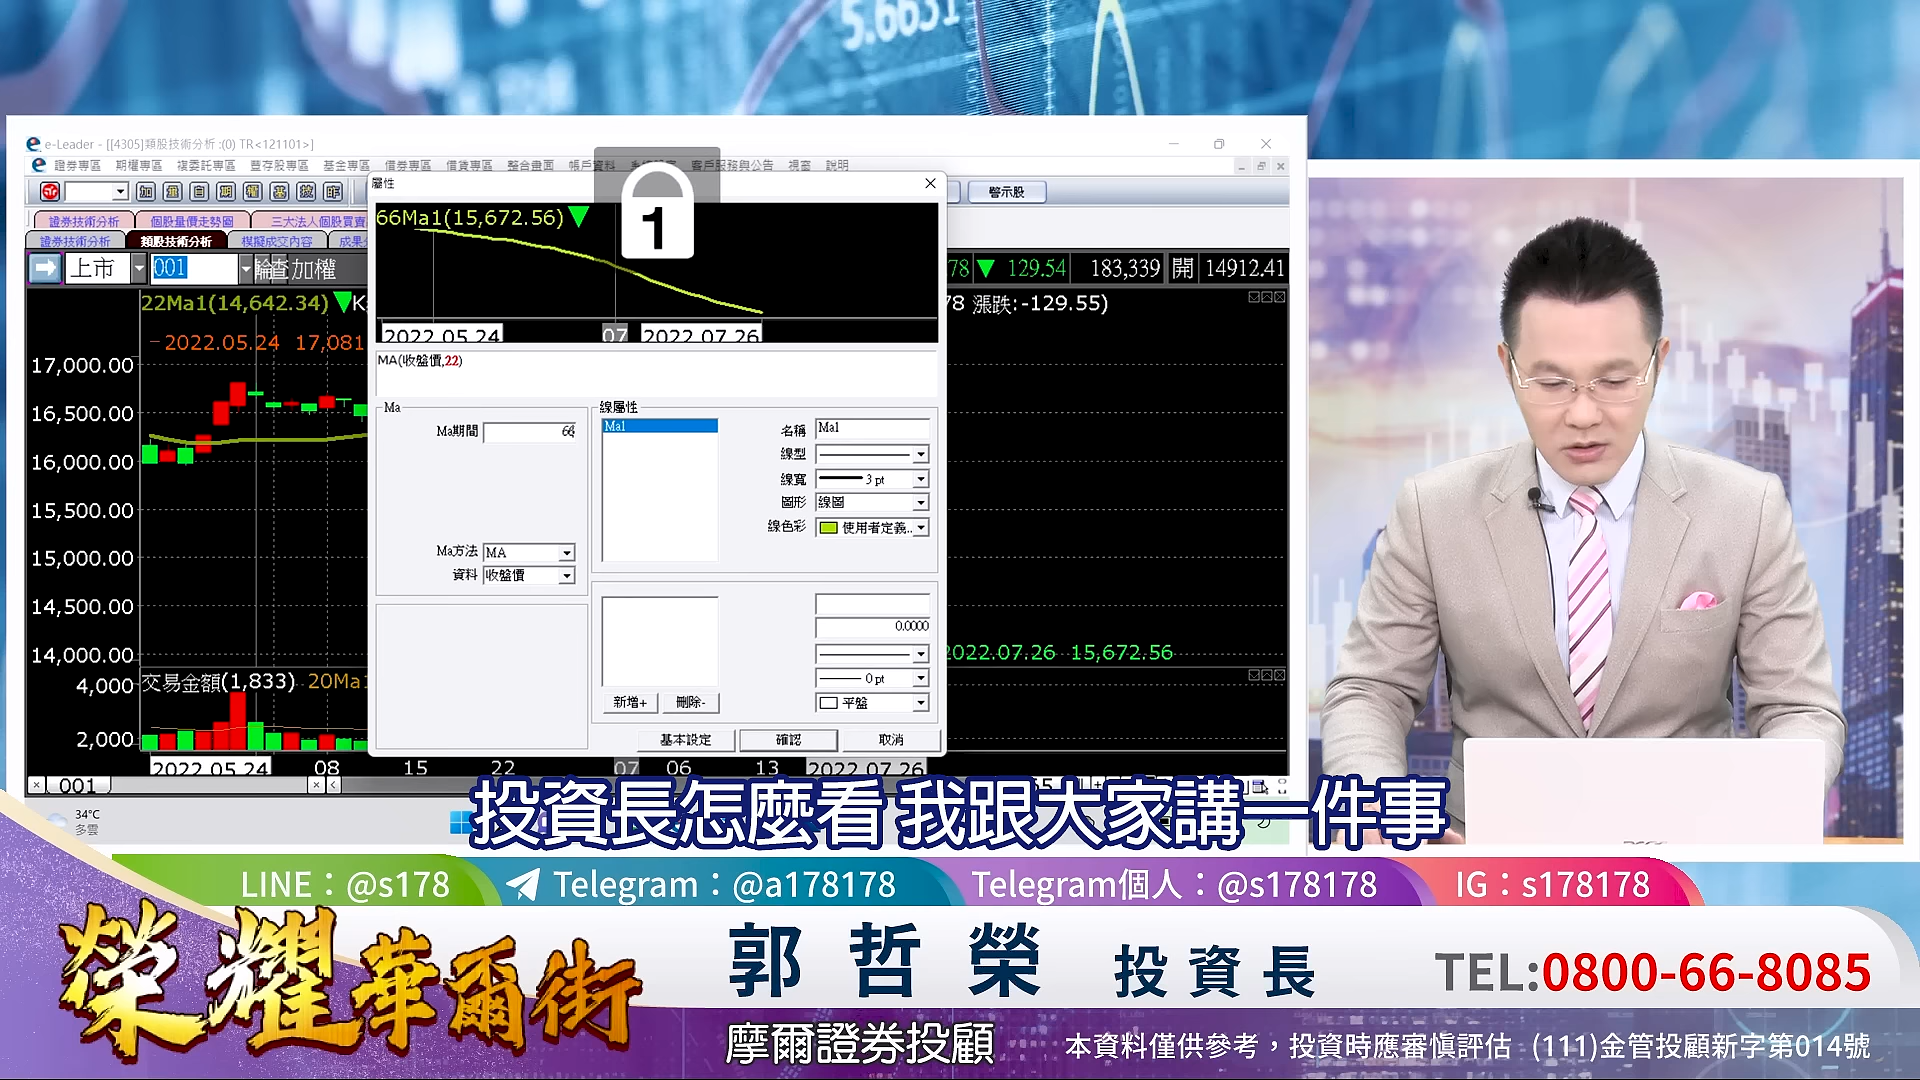 5.6631
e-Leader - [[4305]類股技術分析 :(0) TR<121101>]
證券專區 期權專區 複委託專區 豐存股專區 基金專區 借券專區 借貸專區 整合畫面 帳戶資料 客戶服務與公告 視窗 說明
警示股
證券技術分析 個股量價走勢圖 三大法人個股買賣
證券技術分析 類股技術分析 模擬成交內容 成果
上市 001 加權
▼ 129.54 183,339 開 14912.41
屬性
66Ma1(15,672.56)▼
1
2022.05.24 07 2022.07.26
MA(收盤價,22)
Ma
Ma期間 66
Ma方法 MA
資料 收盤價
線屬性
Ma1
名稱 Ma1
線型
線寬 3 pt
圖形 線圖
線色彩 使用者定義..
0.0000
0 pt
平盤
新增+ 刪除-
基本設定 確認 取消
22Ma1(14,642.34)▼K
78 漲跌:-129.55)
2022.05.24 17,081
17,000.00
16,500.00
16,000.00
15,500.00
15,000.00
14,500.00
14,000.00
2022.07.26 15,672.56
交易金額(1,833) 20Ma
4,000
2,000
2022.05.24 08 15 22 07 06 13 2022.07.26
001
34°C
多雲
投資長怎麼看 我跟大家講一件事
LINE：@s178 Telegram：@a178178 Telegram個人：@s178178 IG：s178178
榮耀華爾街
郭哲榮 投資長
TEL:0800-66-8085
摩爾證券投顧
本資料僅供參考，投資時應審慎評估 (111)金管投顧新字第014號